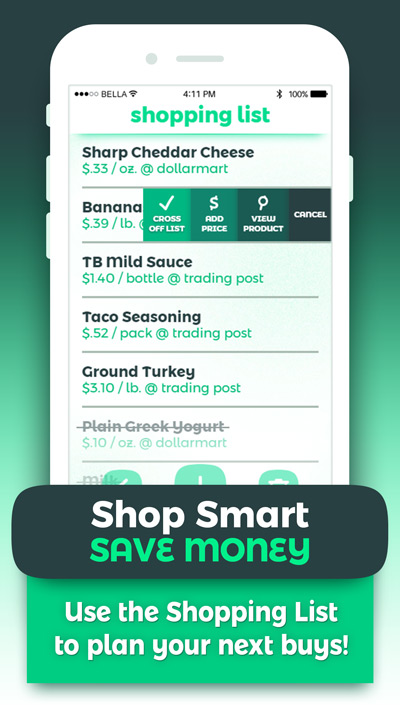 BELLA 4:11 PM 100%
shopping list
Sharp Cheddar Cheese
$.33 / oz. @ dollarmart
Banana
$.39 / lb.
CROSS OFF LIST
$
ADD PRICE
VIEW PRODUCT
CANCEL
TB Mild Sauce
$1.40 / bottle @ trading post
Taco Seasoning
$.52 / pack @ trading post
Ground Turkey
$3.10 / lb. @ trading post
Plain Greek Yogurt
$.10 / oz. @ dollarmart
milk
Shop Smart
SAVE MONEY
Use the Shopping List
to plan your next buys!